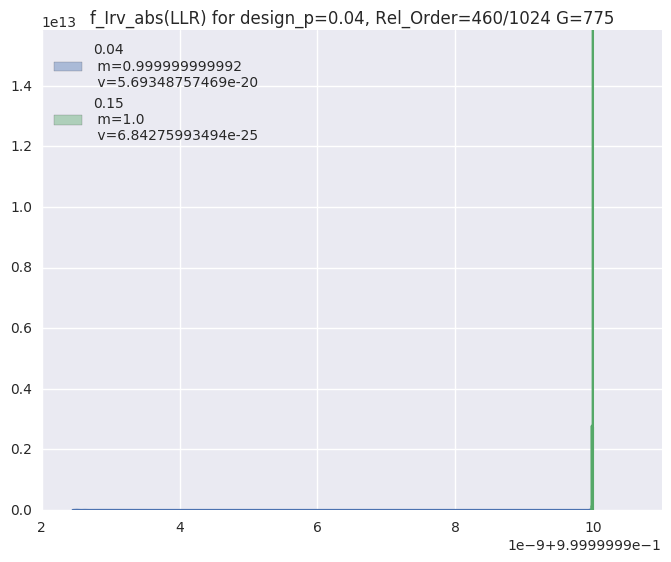 f_Irv_abs(LLR) for design_p=0.04, Rel_Order=460/1024 G=775
1e13
0.04
m=0.999999999992
v=5.69348757469e-20
0.15
m=1.0
v=6.84275993494e-25
1.4
1.2
1.0
0.8
0.6
0.4
0.2
0.0
2 4 6 8 10
1e−9+9.9999999e−1